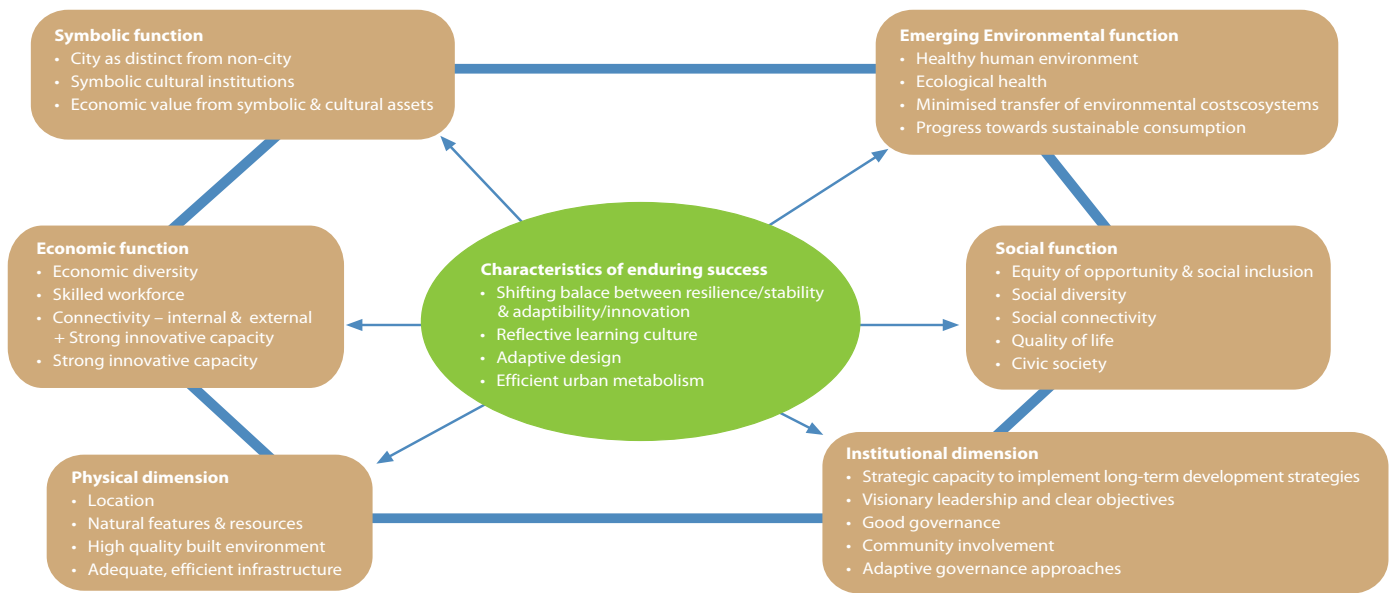 Symbolic function
• City as distinct from non-city
• Symbolic cultural institutions
• Economic value from symbolic & cultural assets
Emerging Environmental function
• Healthy human environment
• Ecological health
• Minimised transfer of environmental costscosystems
• Progress towards sustainable consumption
Economic function
• Economic diversity
• Skilled workforce
• Connectivity – internal & external
+ Strong innovative capacity
• Strong innovative capacity
Characteristics of enduring success
• Shifting balace between resilience/stability
& adaptibility/innovation
• Reflective learning culture
• Adaptive design
• Efficient urban metabolism
Social function
• Equity of opportunity & social inclusion
• Social diversity
• Social connectivity
• Quality of life
• Civic society
Physical dimension
• Location
• Natural features & resources
• High quality built environment
• Adequate, efficient infrastructure
Institutional dimension
• Strategic capacity to implement long-term development strategies
• Visionary leadership and clear objectives
• Good governance
• Community involvement
• Adaptive governance approaches